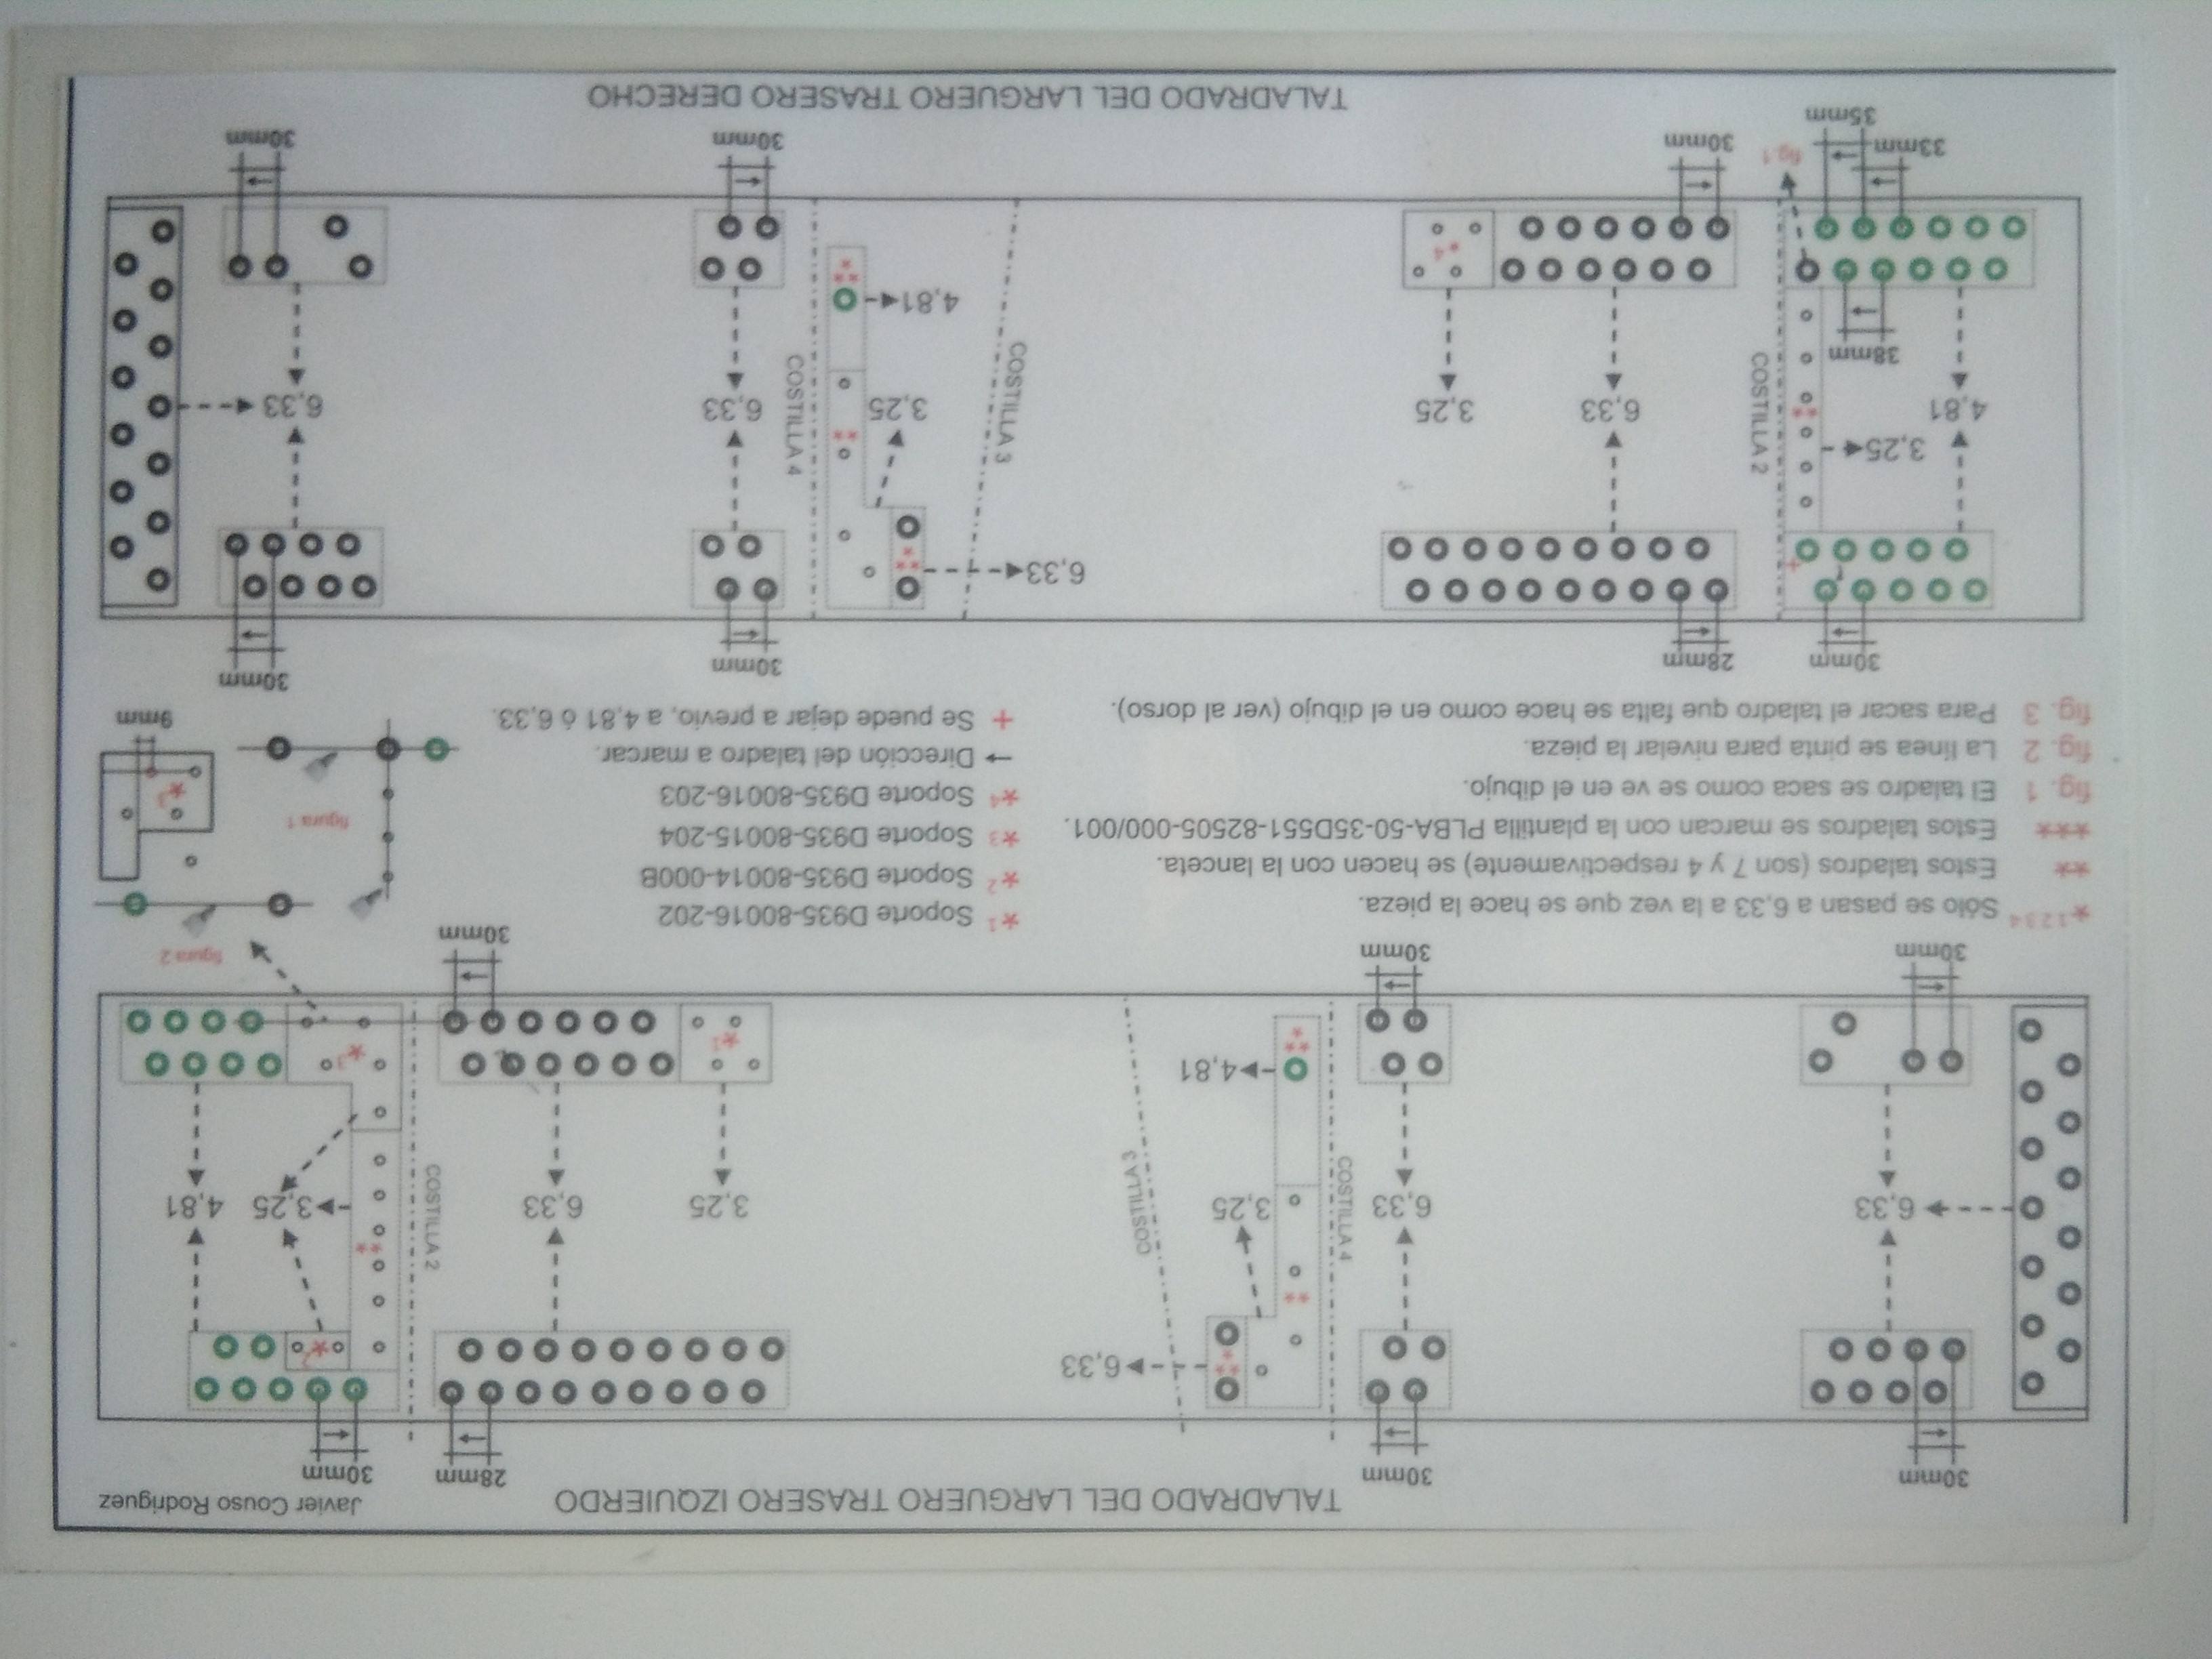 TALADRADO DEL LARGUERO TRASERO IZQUIERDO
Javier Couso Rodriguez
30mm
30mm
28mm
30mm
**
*
6,33
*2
**
COSTILLA 4
COSTILLA 3
COSTILLA 2
**
6,33
6,33
3,25
3,25
6,33
3,25
4,81
4,81
**
*
*1
*3
30mm
30mm
30mm
figura 2
*1 2 3 4 Sólo se pasan a 6,33 a la vez que se hace la pieza.
** Estos taladros (son 7 y 4 respectivamente) se hacen con la lanceta.
*** Estos taladros se marcan con la plantilla PLBA-50-35D551-82505-000/001.
fig. 1 El taladro se saca como se ve en el dibujo.
fig. 2 La línea se pinta para nivelar la pieza.
fig. 3 Para sacar el taladro que falta se hace como en el dibujo (ver al dorso).
*1 Soporte D935-80016-202
*2 Soporte D935-80014-000B
*3 Soporte D935-80015-204
*4 Soporte D935-80016-203
→ Dirección del taladro a marcar.
+ Se puede dejar a previo, a 4,81 ó 6,33.
figura 1
*3
9mm
30mm
28mm
30mm
30mm
+
6,33
**
*
3,25
COSTILLA 2
COSTILLA 3
COSTILLA 4
**
**
4,81
6,33
3,25
3,25
6,33
6,33
38mm
4,81
**
*
*4
33mm
35mm
fig.1
30mm
30mm
30mm
TALADRADO DEL LARGUERO TRASERO DERECHO